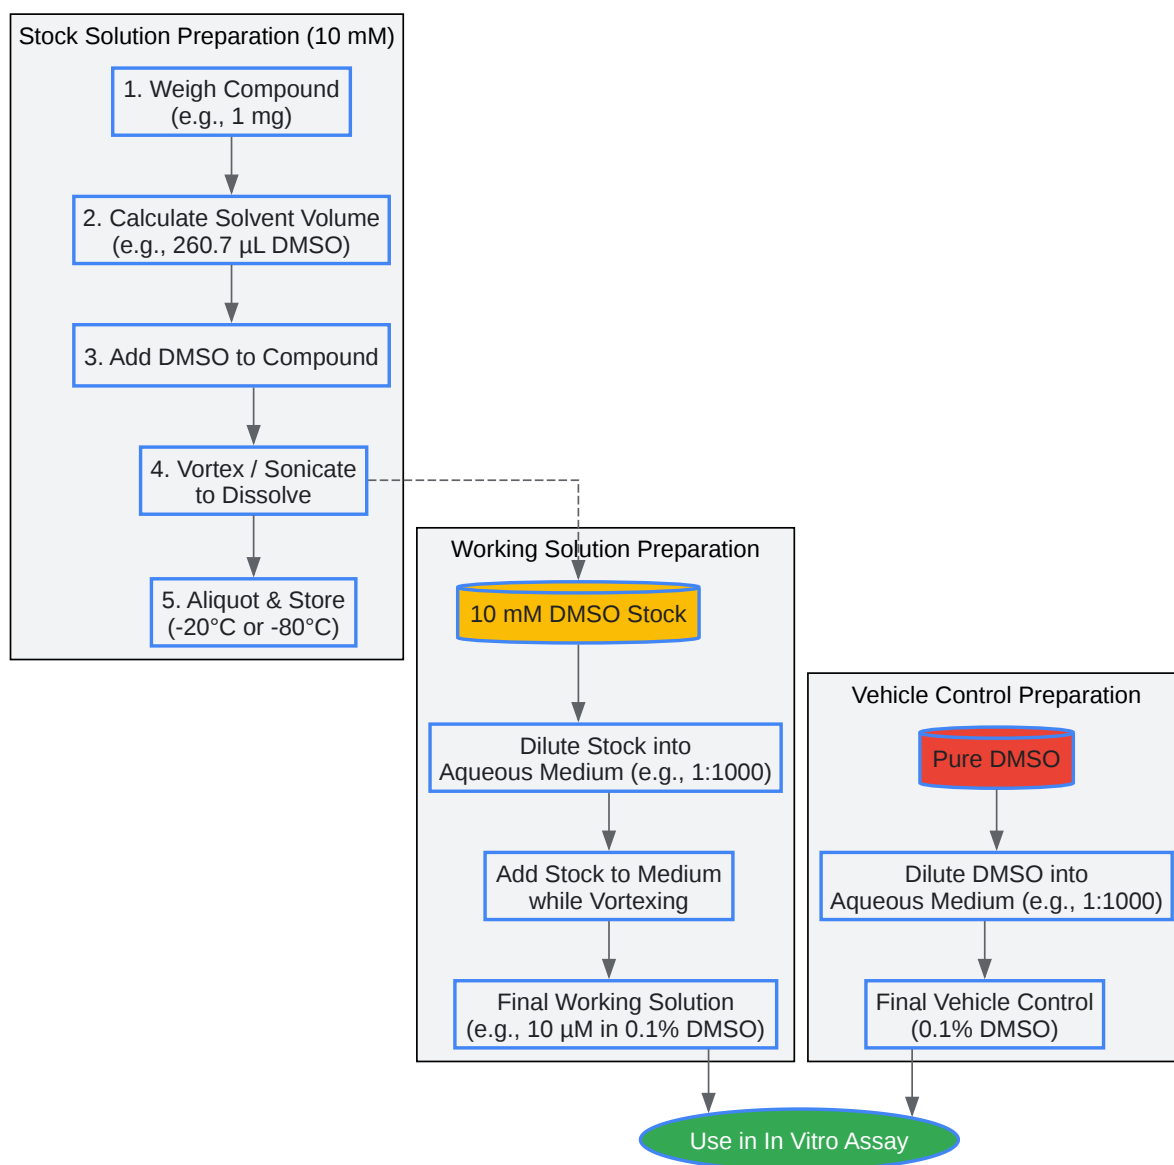 Stock Solution Preparation (10 mM)
1. Weigh Compound
(e.g., 1 mg)
2. Calculate Solvent Volume
(e.g., 260.7 µL DMSO)
3. Add DMSO to Compound
4. Vortex / Sonicate
to Dissolve
5. Aliquot & Store
(-20°C or -80°C)
Working Solution Preparation
10 mM DMSO Stock
Dilute Stock into
Aqueous Medium (e.g., 1:1000)
Add Stock to Medium
while Vortexing
Final Working Solution
(e.g., 10 µM in 0.1% DMSO)
Vehicle Control Preparation
Pure DMSO
Dilute DMSO into
Aqueous Medium (e.g., 1:1000)
Final Vehicle Control
(0.1% DMSO)
Use in In Vitro Assay